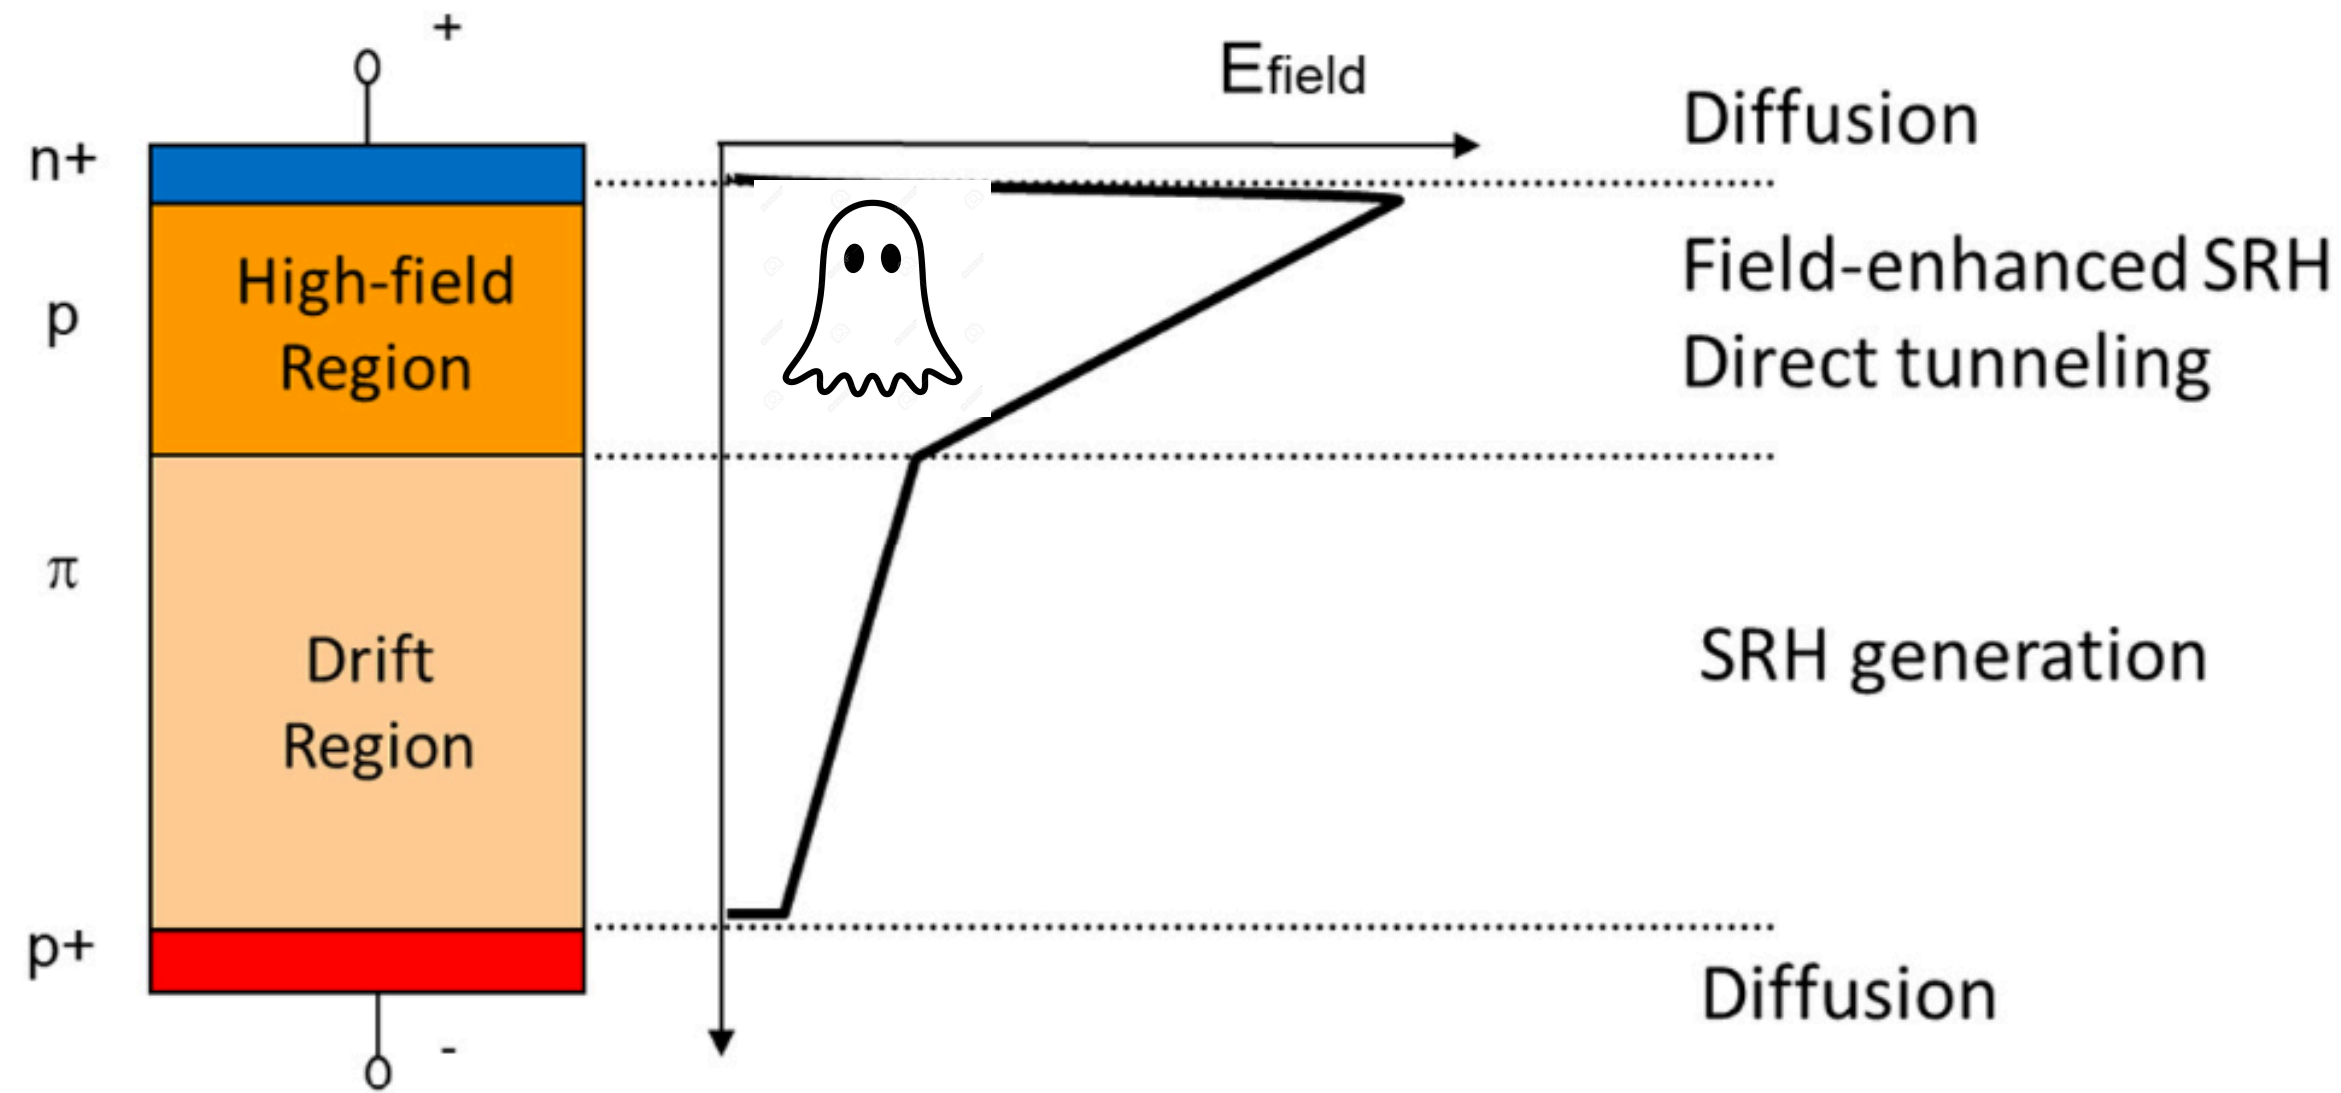 +
n+
High-field
Region
p
π
Drift
Region
p+
-
Efield
Diffusion
Field-enhanced SRH
Direct tunneling
SRH generation
Diffusion